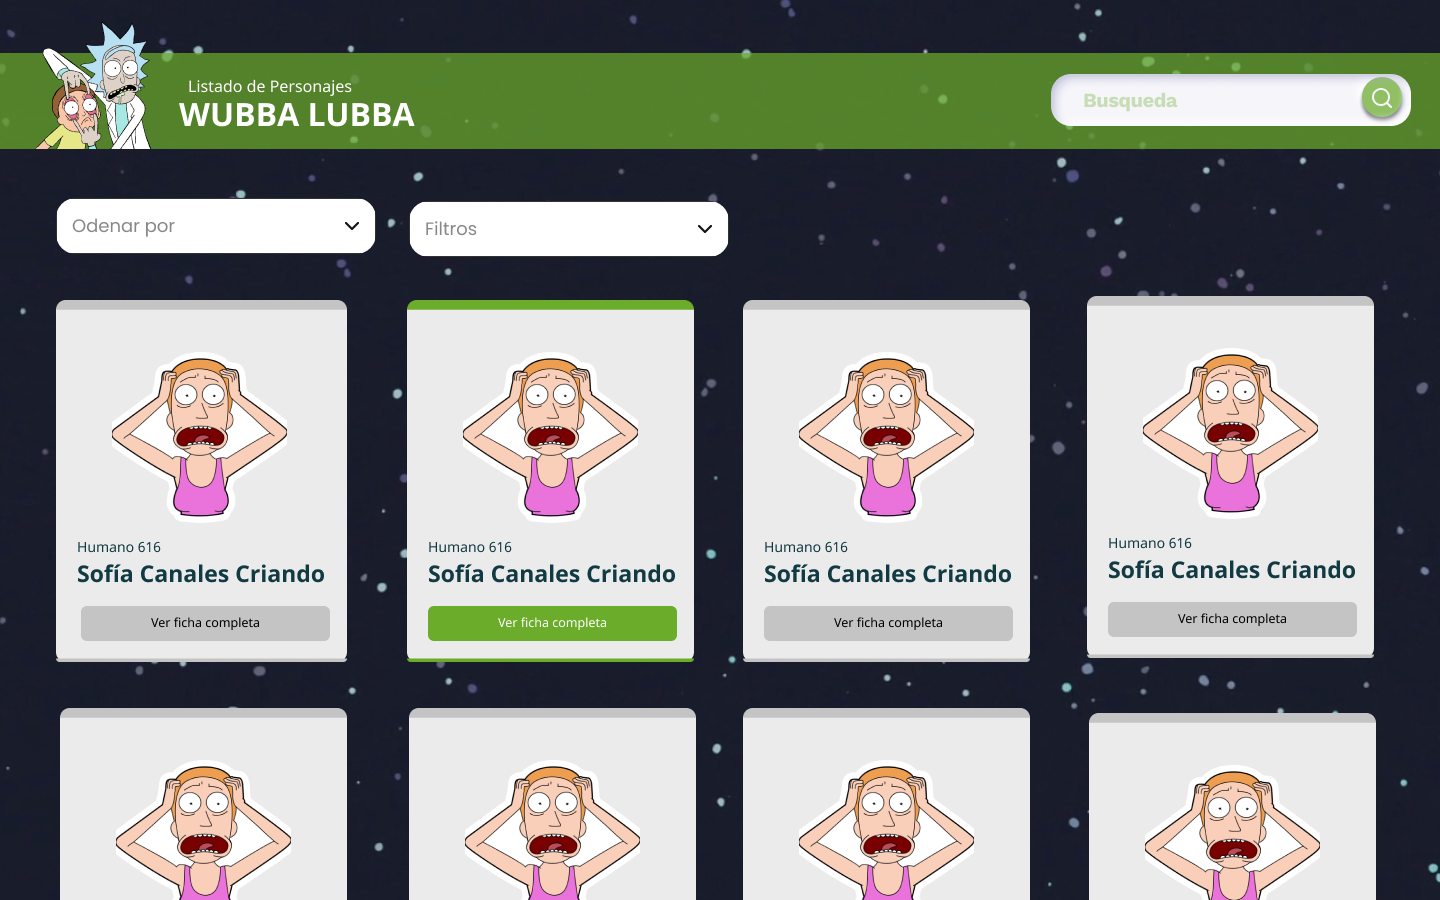 Listado de Personajes
WUBBA LUBBA
Busqueda
Odenar por
Filtros
Humano 616
Sofía Canales Criando
Ver ficha completa
Humano 616
Sofía Canales Criando
Ver ficha completa
Humano 616
Sofía Canales Criando
Ver ficha completa
Humano 616
Sofía Canales Criando
Ver ficha completa